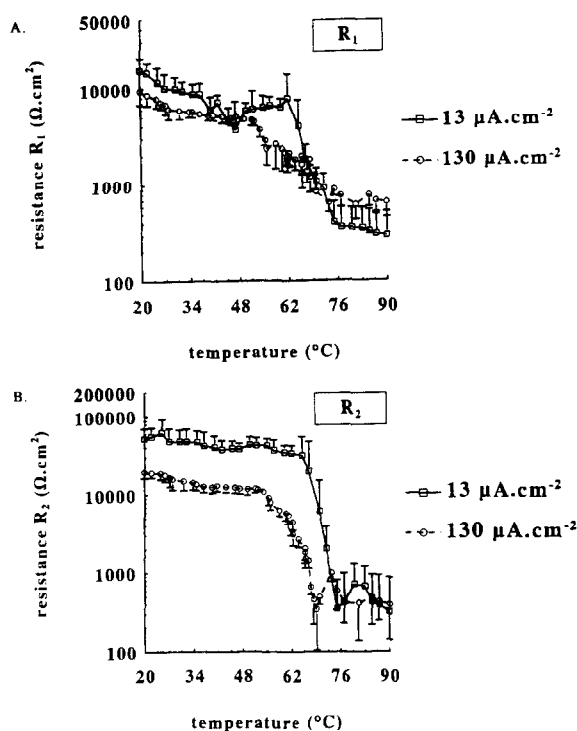 A.
R₁
50000
10000
1000
100
resistance R₁ (Ω.cm²)
20 34 48 62 76 90
temperature (°C)
13 µA.cm⁻²
130 µA.cm⁻²
B.
R₂
200000
100000
10000
1000
100
resistance R₂ (Ω.cm²)
20 34 48 62 76 90
temperature (°C)
13 µA.cm⁻²
130 µA.cm⁻²